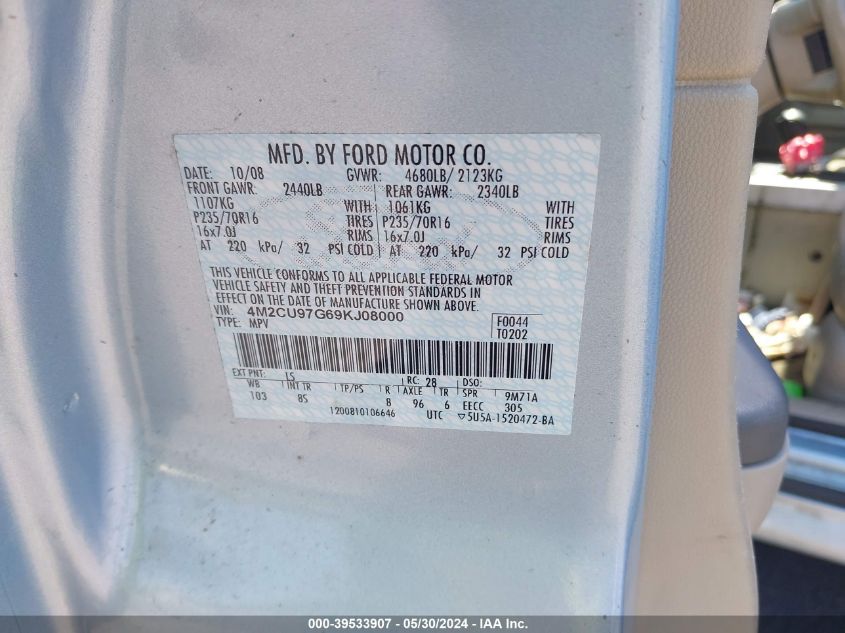 MFD. BY FORD MOTOR CO.
DATE: 10/08 GVWR: 4680LB/ 2123KG
FRONT GAWR: 2440LB REAR GAWR: 2340LB
1107KG WITH 1061KG WITH
P235/70R16 TIRES P235/70R16 TIRES
16x7.0J RIMS 16x7.0J RIMS
AT 220 kPa/ 32 PSI COLD AT 220 kPa/ 32 PSI COLD
THIS VEHICLE CONFORMS TO ALL APPLICABLE FEDERAL MOTOR
VEHICLE SAFETY AND THEFT PREVENTION STANDARDS IN
EFFECT ON THE DATE OF MANUFACTURE SHOWN ABOVE.
VIN: 4M2CU97G69KJ08000 F0044
TYPE: MPV T0202
EXT PNT: TS RC: 28 DSO:
WB INT TR TP/PS R AXLE TR SPR 9M71A
103 8S B 96 6 EECC 305
1200810106646 UTC ▽5U5A-1520472-BA
000-39533907 - 05/30/2024 - IAA Inc.